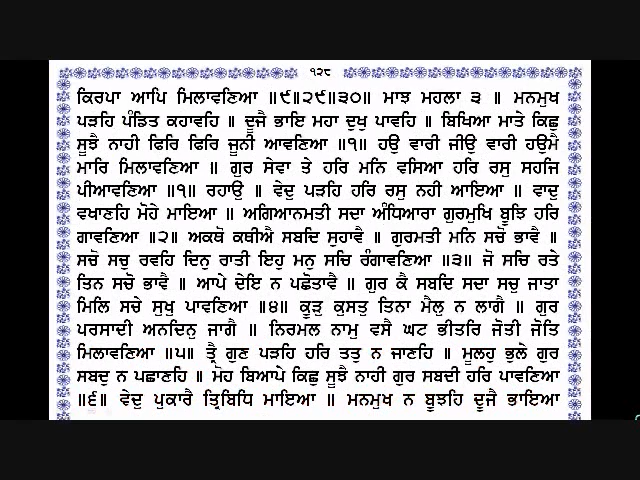 ੧੨੮
ਕਿਰਪਾ ਆਪਿ ਮਿਲਾਵਣਿਆ ॥੯॥੨੯॥੩੦॥ ਮਾਝ ਮਹਲਾ ੩ ॥ ਮਨਮੁਖ
ਪੜਹਿ ਪੰਡਿਤ ਕਹਾਵਹਿ ॥ ਦੂਜੈ ਭਾਇ ਮਹਾ ਦੁਖੁ ਪਾਵਹਿ ॥ ਬਿਖਿਆ ਮਾਤੇ ਕਿਛੁ
ਸੂਝੈ ਨਾਹੀ ਫਿਰਿ ਫਿਰਿ ਜੂਨੀ ਆਵਣਿਆ ॥੧॥ ਹਉ ਵਾਰੀ ਜੀਉ ਵਾਰੀ ਹਉਮੈ
ਮਾਰਿ ਮਿਲਾਵਣਿਆ ॥ ਗੁਰ ਸੇਵਾ ਤੇ ਹਰਿ ਮਨਿ ਵਸਿਆ ਹਰਿ ਰਸੁ ਸਹਜਿ
ਪੀਆਵਣਿਆ ॥੧॥ ਰਹਾਉ ॥ ਵੇਦੁ ਪੜਹਿ ਹਰਿ ਰਸੁ ਨਹੀ ਆਇਆ ॥ ਵਾਦੁ
ਵਖਾਣਹਿ ਮੋਹੇ ਮਾਇਆ ॥ ਅਗਿਆਨਮਤੀ ਸਦਾ ਅੰਧਿਆਰਾ ਗੁਰਮੁਖਿ ਬੂਝਿ ਹਰਿ
ਗਾਵਣਿਆ ॥੨॥ ਅਕਥੋ ਕਥੀਐ ਸਬਦਿ ਸੁਹਾਵੈ ॥ ਗੁਰਮਤੀ ਮਨਿ ਸਚੋ ਭਾਵੈ ॥
ਸਚੋ ਸਚੁ ਰਵਹਿ ਦਿਨੁ ਰਾਤੀ ਇਹੁ ਮਨੁ ਸਚਿ ਰੰਗਾਵਣਿਆ ॥੩॥ ਜੋ ਸਚਿ ਰਤੇ
ਤਿਨ ਸਚੋ ਭਾਵੈ ॥ ਆਪੇ ਦੇਇ ਨ ਪਛੋਤਾਵੈ ॥ ਗੁਰ ਕੈ ਸਬਦਿ ਸਦਾ ਸਚੁ ਜਾਤਾ
ਮਿਲਿ ਸਚੇ ਸੁਖੁ ਪਾਵਣਿਆ ॥੪॥ ਕੂੜੁ ਕੁਸਤੁ ਤਿਨਾ ਮੈਲੁ ਨ ਲਾਗੈ ॥ ਗੁਰ
ਪਰਸਾਦੀ ਅਨਦਿਨੁ ਜਾਗੈ ॥ ਨਿਰਮਲ ਨਾਮੁ ਵਸੈ ਘਟ ਭੀਤਰਿ ਜੋਤੀ ਜੋਤਿ
ਮਿਲਾਵਣਿਆ ॥੫॥ ਤ੍ਰੈ ਗੁਣ ਪੜਹਿ ਹਰਿ ਤਤੁ ਨ ਜਾਣਹਿ ॥ ਮੂਲਹੁ ਭੁਲੇ ਗੁਰ
ਸਬਦੁ ਨ ਪਛਾਣਹਿ ॥ ਮੋਹ ਬਿਆਪੇ ਕਿਛੁ ਸੂਝੈ ਨਾਹੀ ਗੁਰ ਸਬਦੀ ਹਰਿ ਪਾਵਣਿਆ
॥੬॥ ਵੇਦੁ ਪੁਕਾਰੈ ਤ੍ਰਿਬਿਧਿ ਮਾਇਆ ॥ ਮਨਮੁਖ ਨ ਬੂਝਹਿ ਦੂਜੈ ਭਾਇਆ